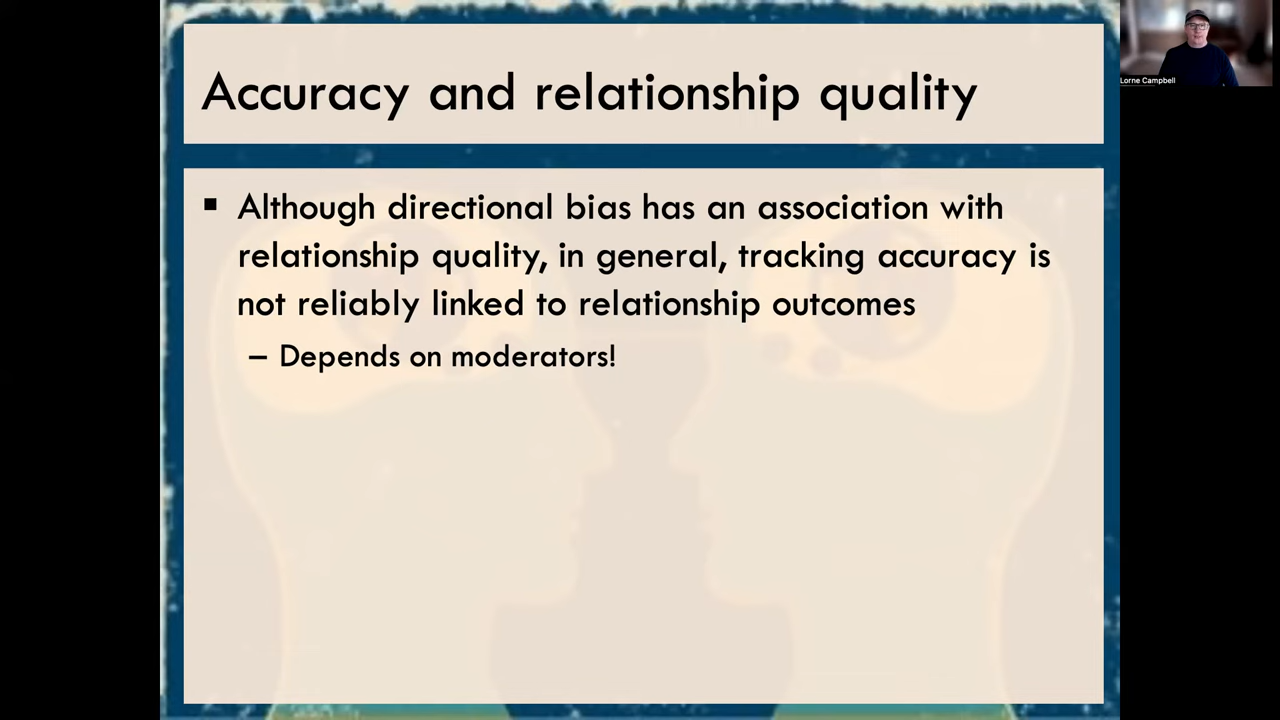 Accuracy and relationship quality
Lorne Campbell
▪ Although directional bias has an association with
relationship quality, in general, tracking accuracy is
not reliably linked to relationship outcomes
– Depends on moderators!